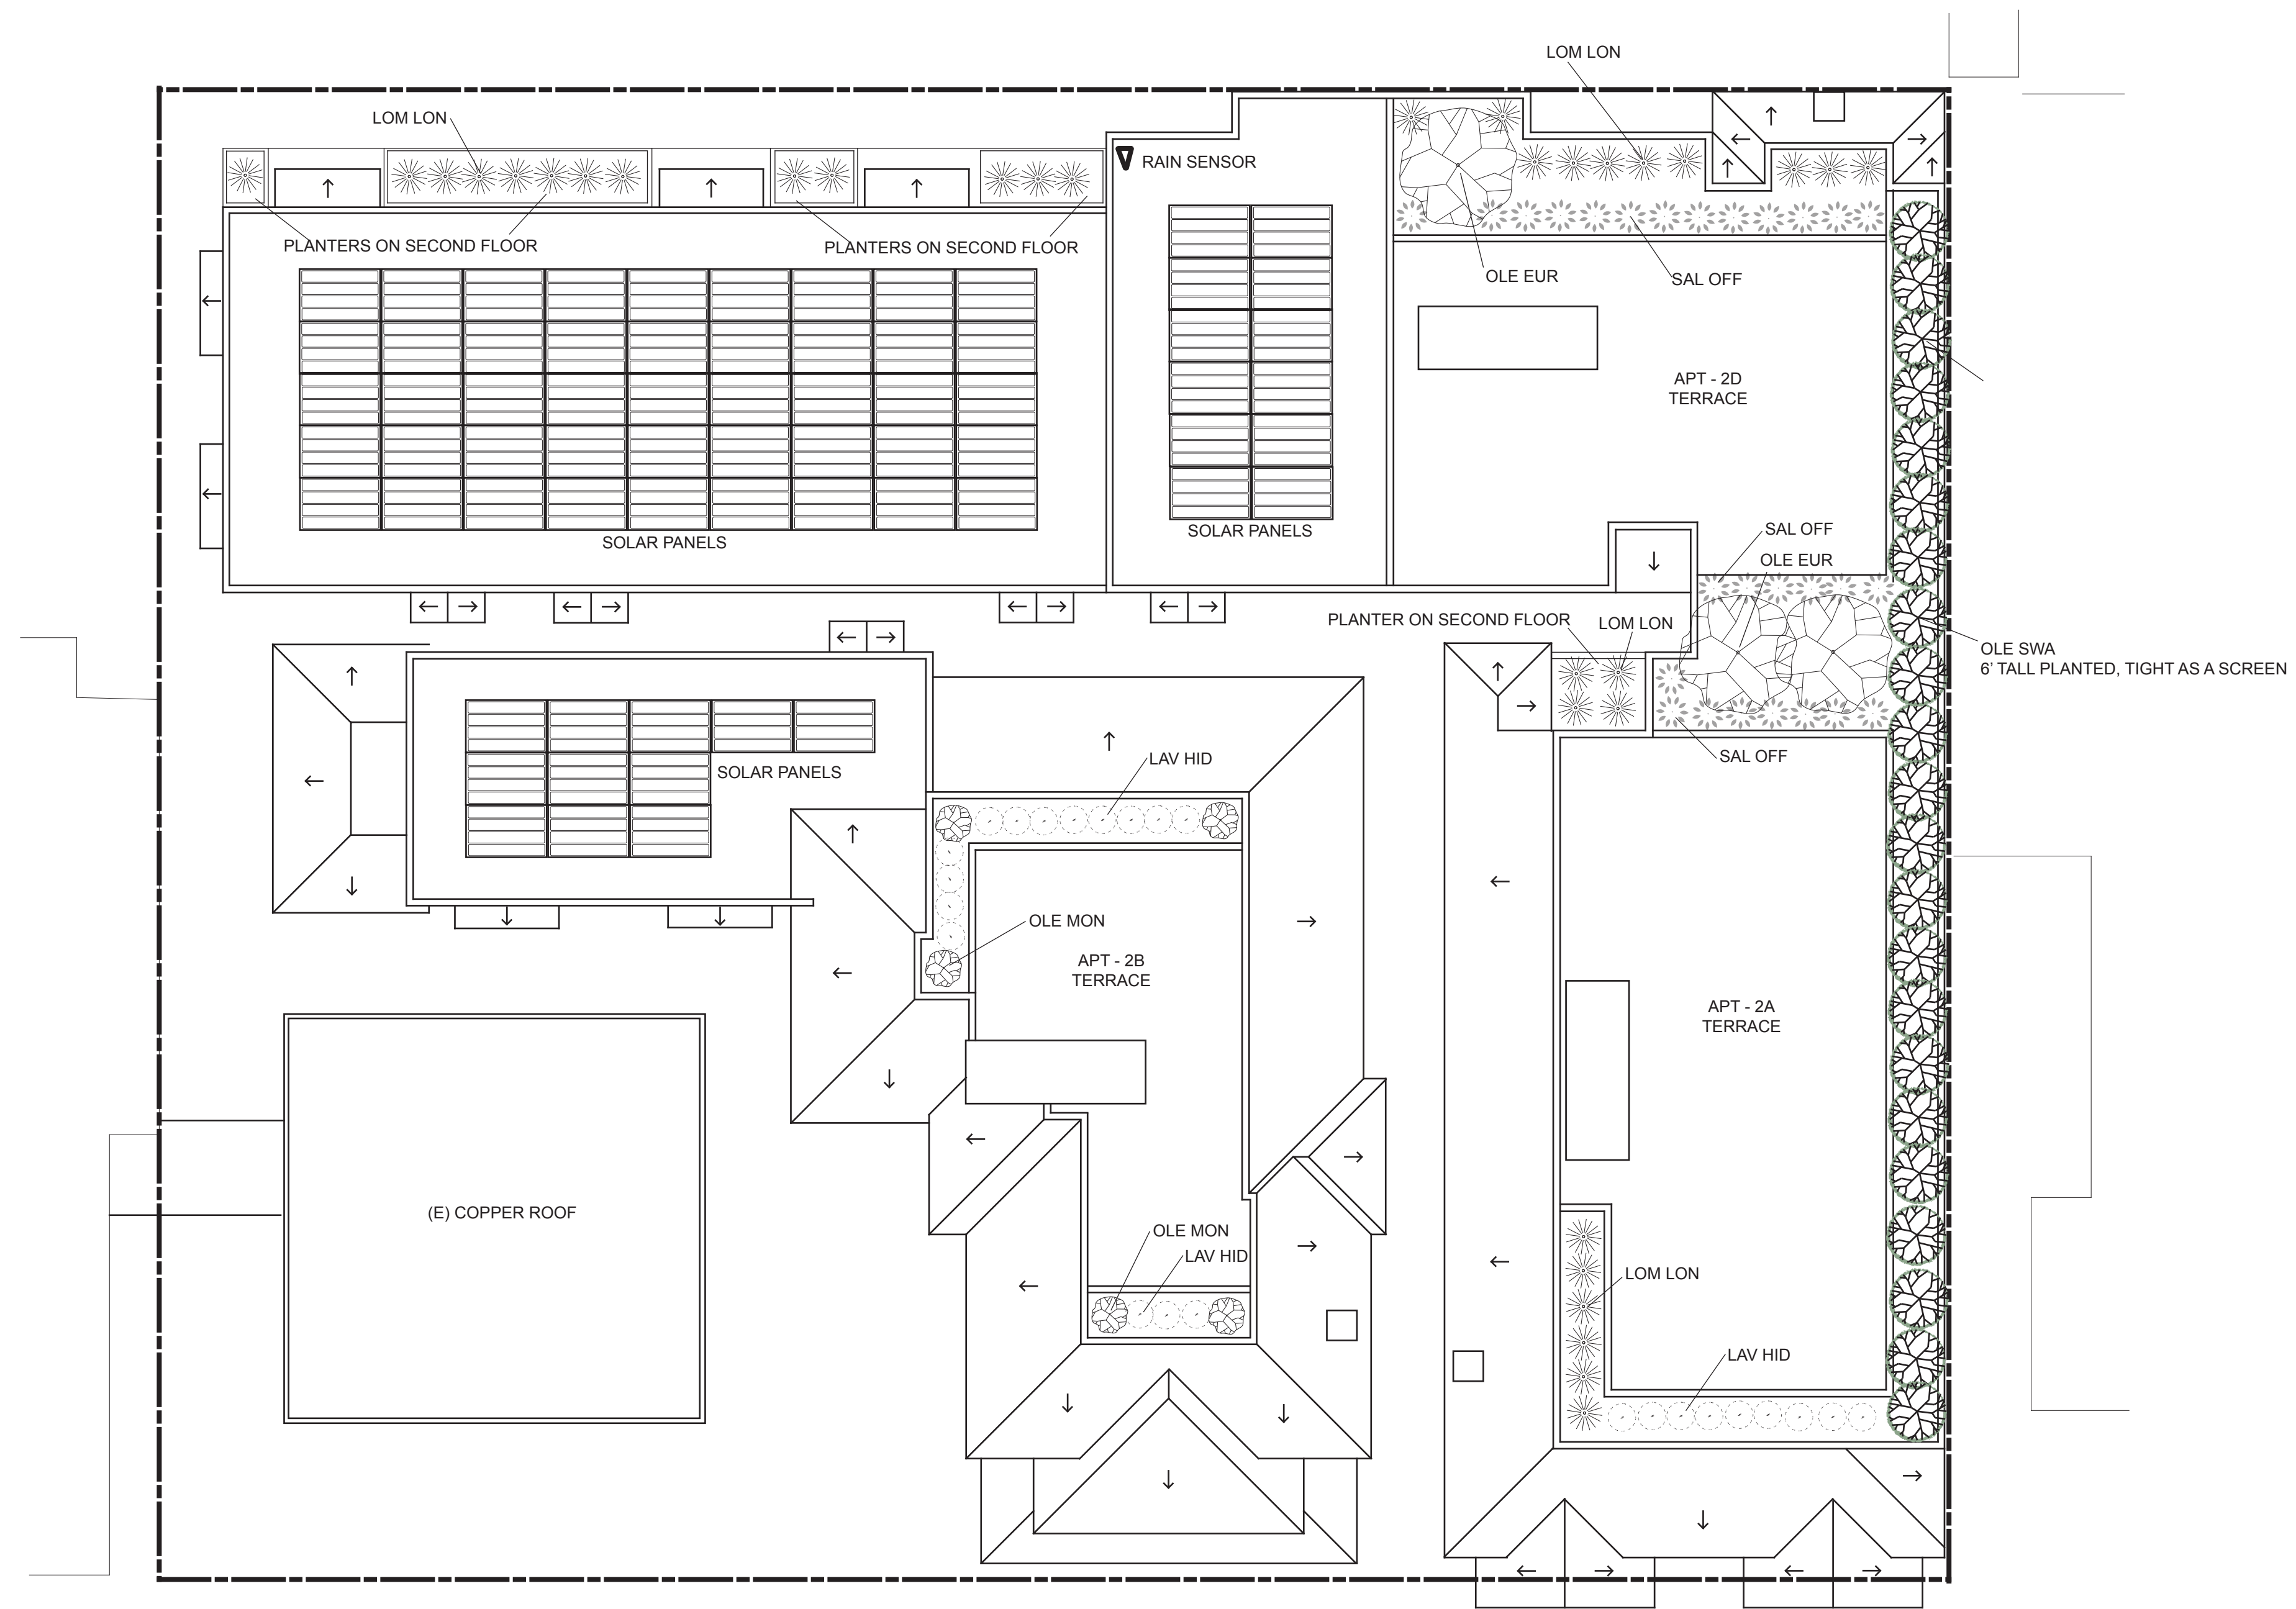 LOM LON
LOM LON
RAIN SENSOR
PLANTERS ON SECOND FLOOR
PLANTERS ON SECOND FLOOR
OLE EUR
SAL OFF
APT - 2D
TERRACE
SOLAR PANELS
SOLAR PANELS
SAL OFF
OLE EUR
PLANTER ON SECOND FLOOR
LOM LON
OLE SWA
6' TALL PLANTED, TIGHT AS A SCREEN
SAL OFF
LAV HID
SOLAR PANELS
OLE MON
APT - 2B
TERRACE
APT - 2A
TERRACE
(E) COPPER ROOF
OLE MON
LAV HID
LOM LON
LAV HID